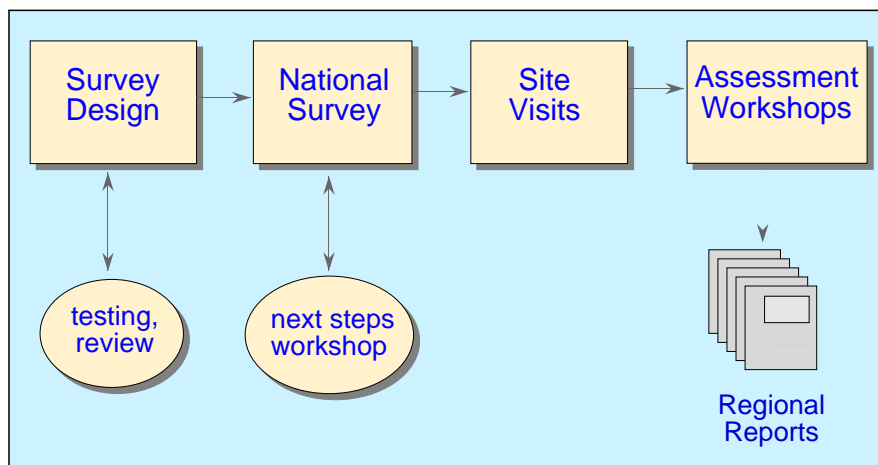 Survey
Design
National
Survey
Site
Visits
Assessment
Workshops
testing,
review
next steps
workshop
Regional
Reports